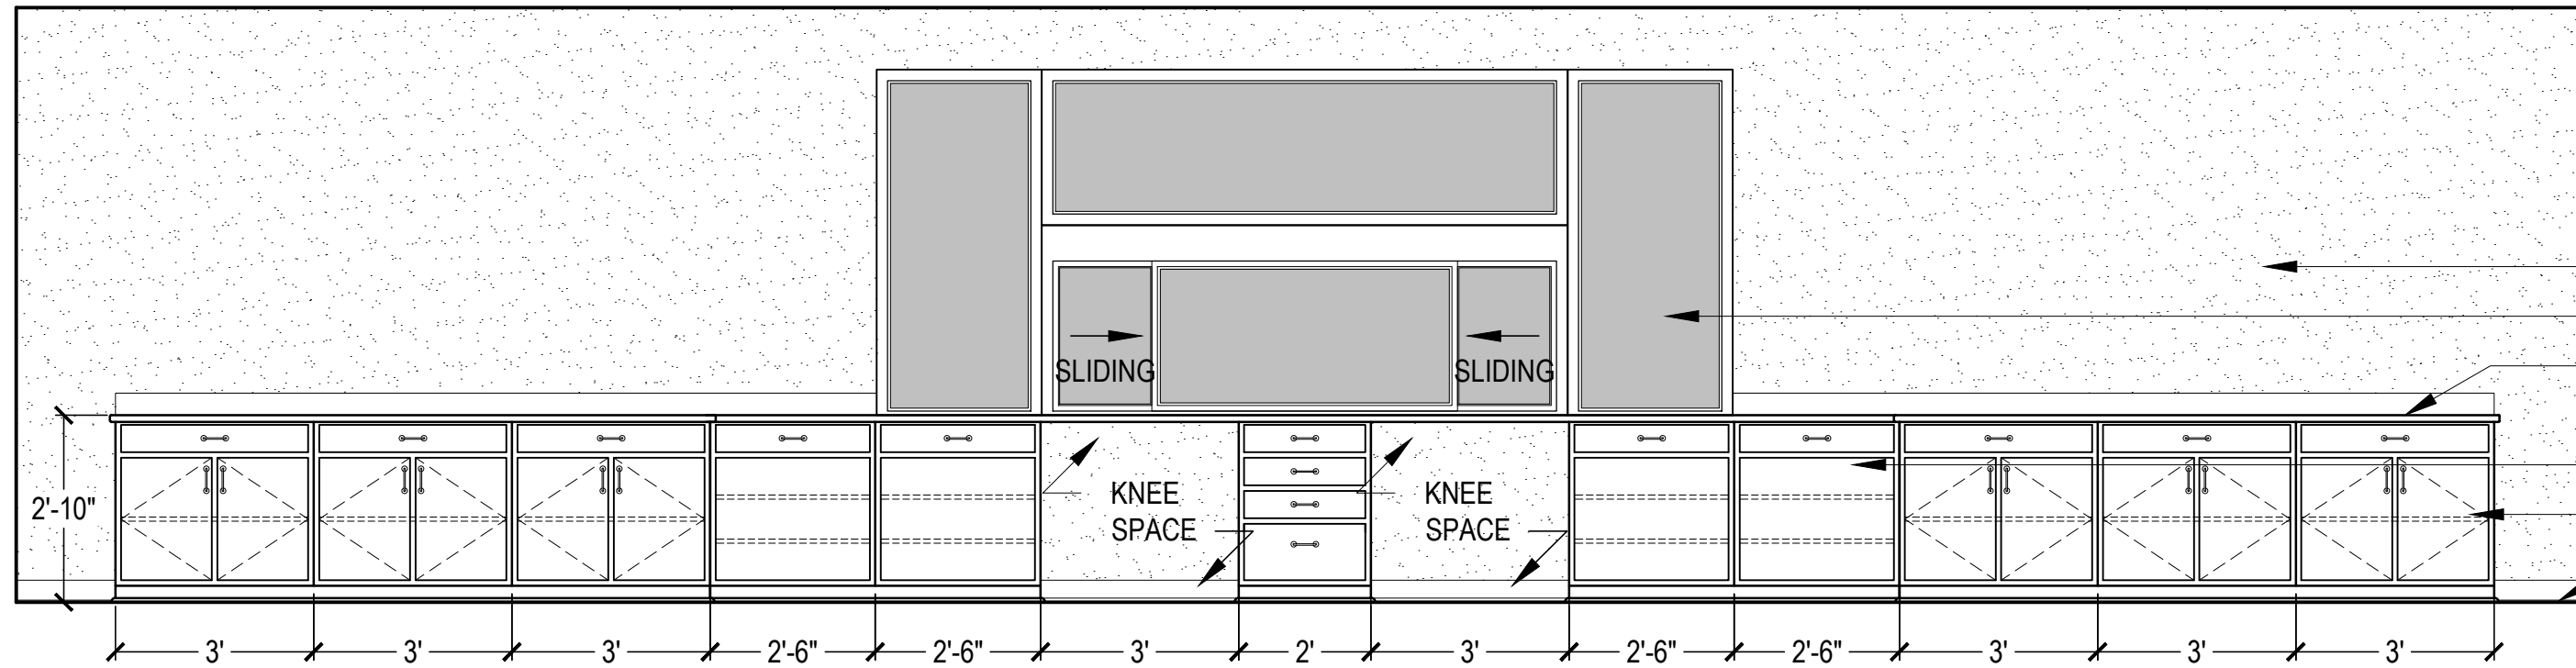 SLIDING
SLIDING
2'-10"
KNEE
SPACE
KNEE
SPACE
3'
3'
3'
2'-6"
2'-6"
3'
2'
3'
2'-6"
2'-6"
3'
3'
3'